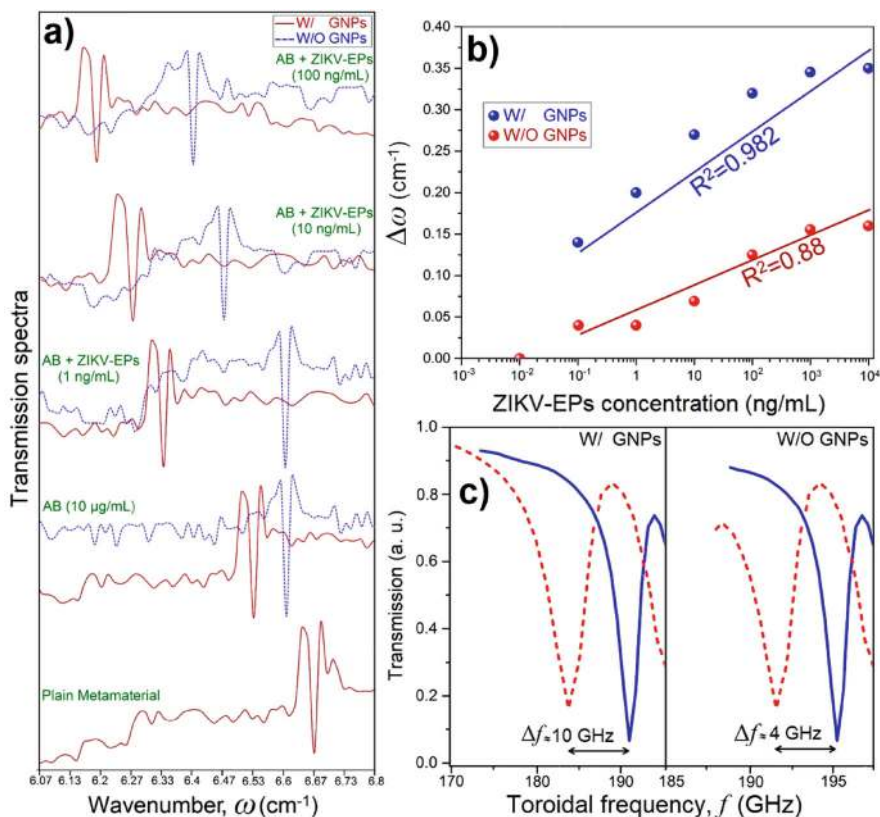 a)
W/ GNPs
W/O GNPs
AB + ZIKV-EPs
(100 ng/mL)
AB + ZIKV-EPs
(10 ng/mL)
AB + ZIKV-EPs
(1 ng/mL)
AB (10 µg/mL)
Plain Metamaterial
Transmission spectra
6.07 6.13 6.2 6.27 6.33 6.4 6.47 6.53 6.6 6.67 6.73 6.8
Wavenumber, ω (cm⁻¹)
b)
0.40
0.35
0.30
0.25
0.20
0.15
0.10
0.05
0.00
Δω (cm⁻¹)
W/ GNPs
W/O GNPs
R²=0.982
R²=0.88
10⁻³ 10⁻² 10⁻¹ 1 10 10² 10³ 10⁴
ZIKV-EPs concentration (ng/mL)
c)
W/ GNPs
W/O GNPs
1.0
0.8
0.6
0.4
0.2
0.0
Transmission (a. u.)
Δf≈10 GHz
Δf≈4 GHz
170 180 190 185 190 195
Toroidal frequency, f (GHz)